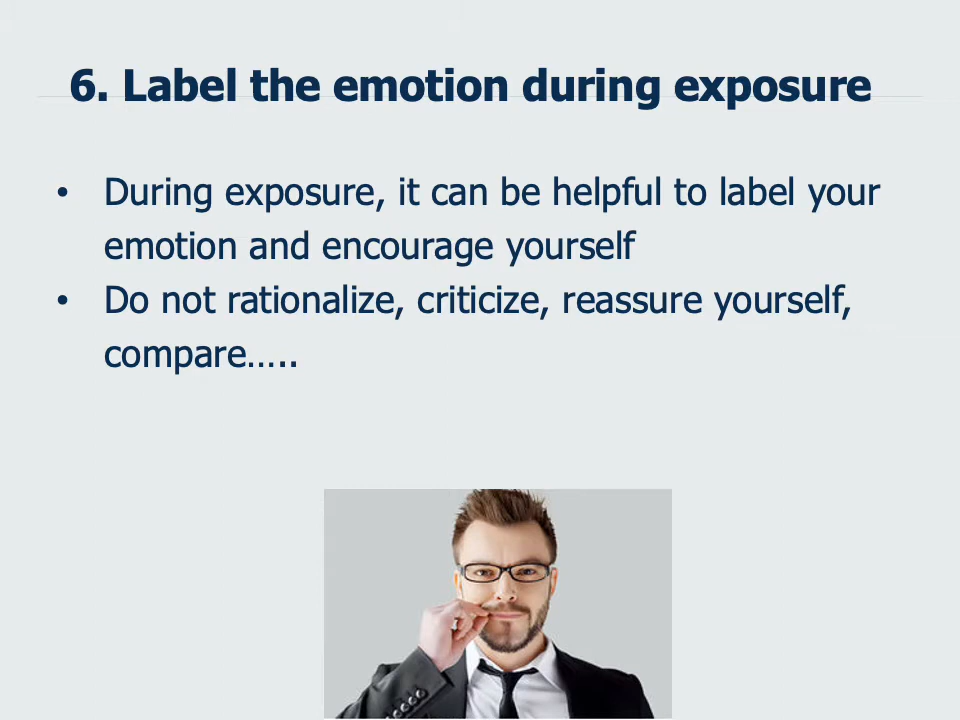 6. Label the emotion during exposure
• During exposure, it can be helpful to label your
emotion and encourage yourself
• Do not rationalize, criticize, reassure yourself,
compare…..